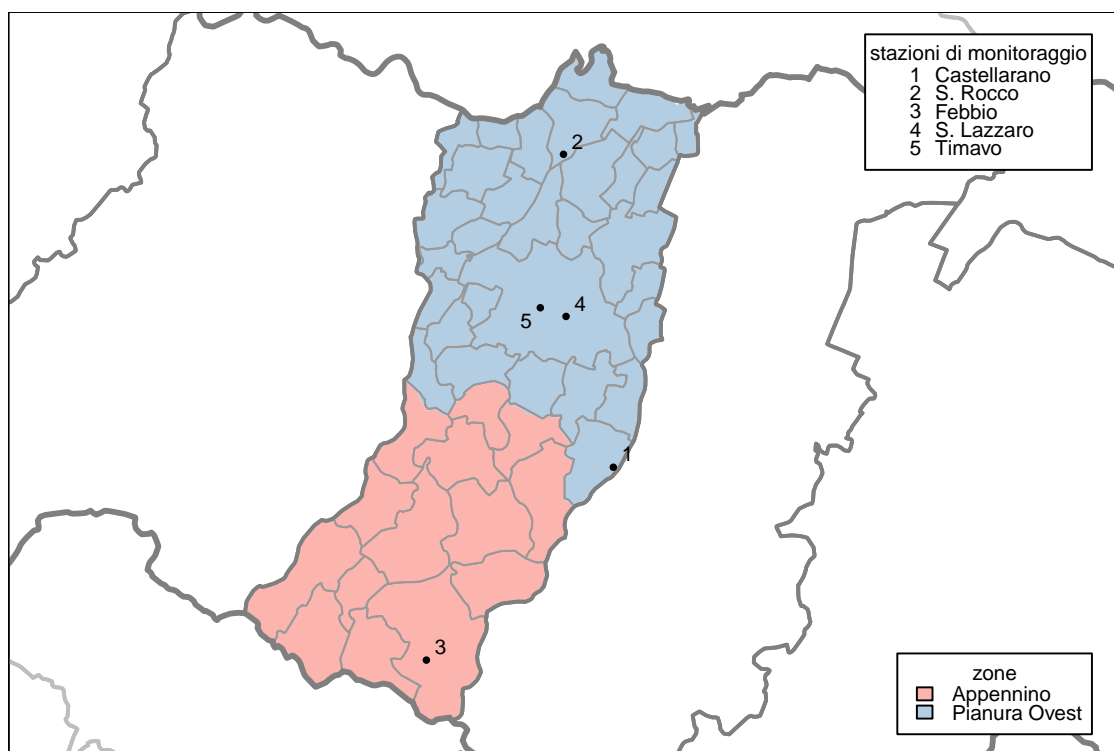 stazioni di monitoraggio
1 Castellarano
2 S. Rocco
3 Febbio
4 S. Lazzaro
5 Timavo
2
4
5
1
3
zone
Appennino
Pianura Ovest